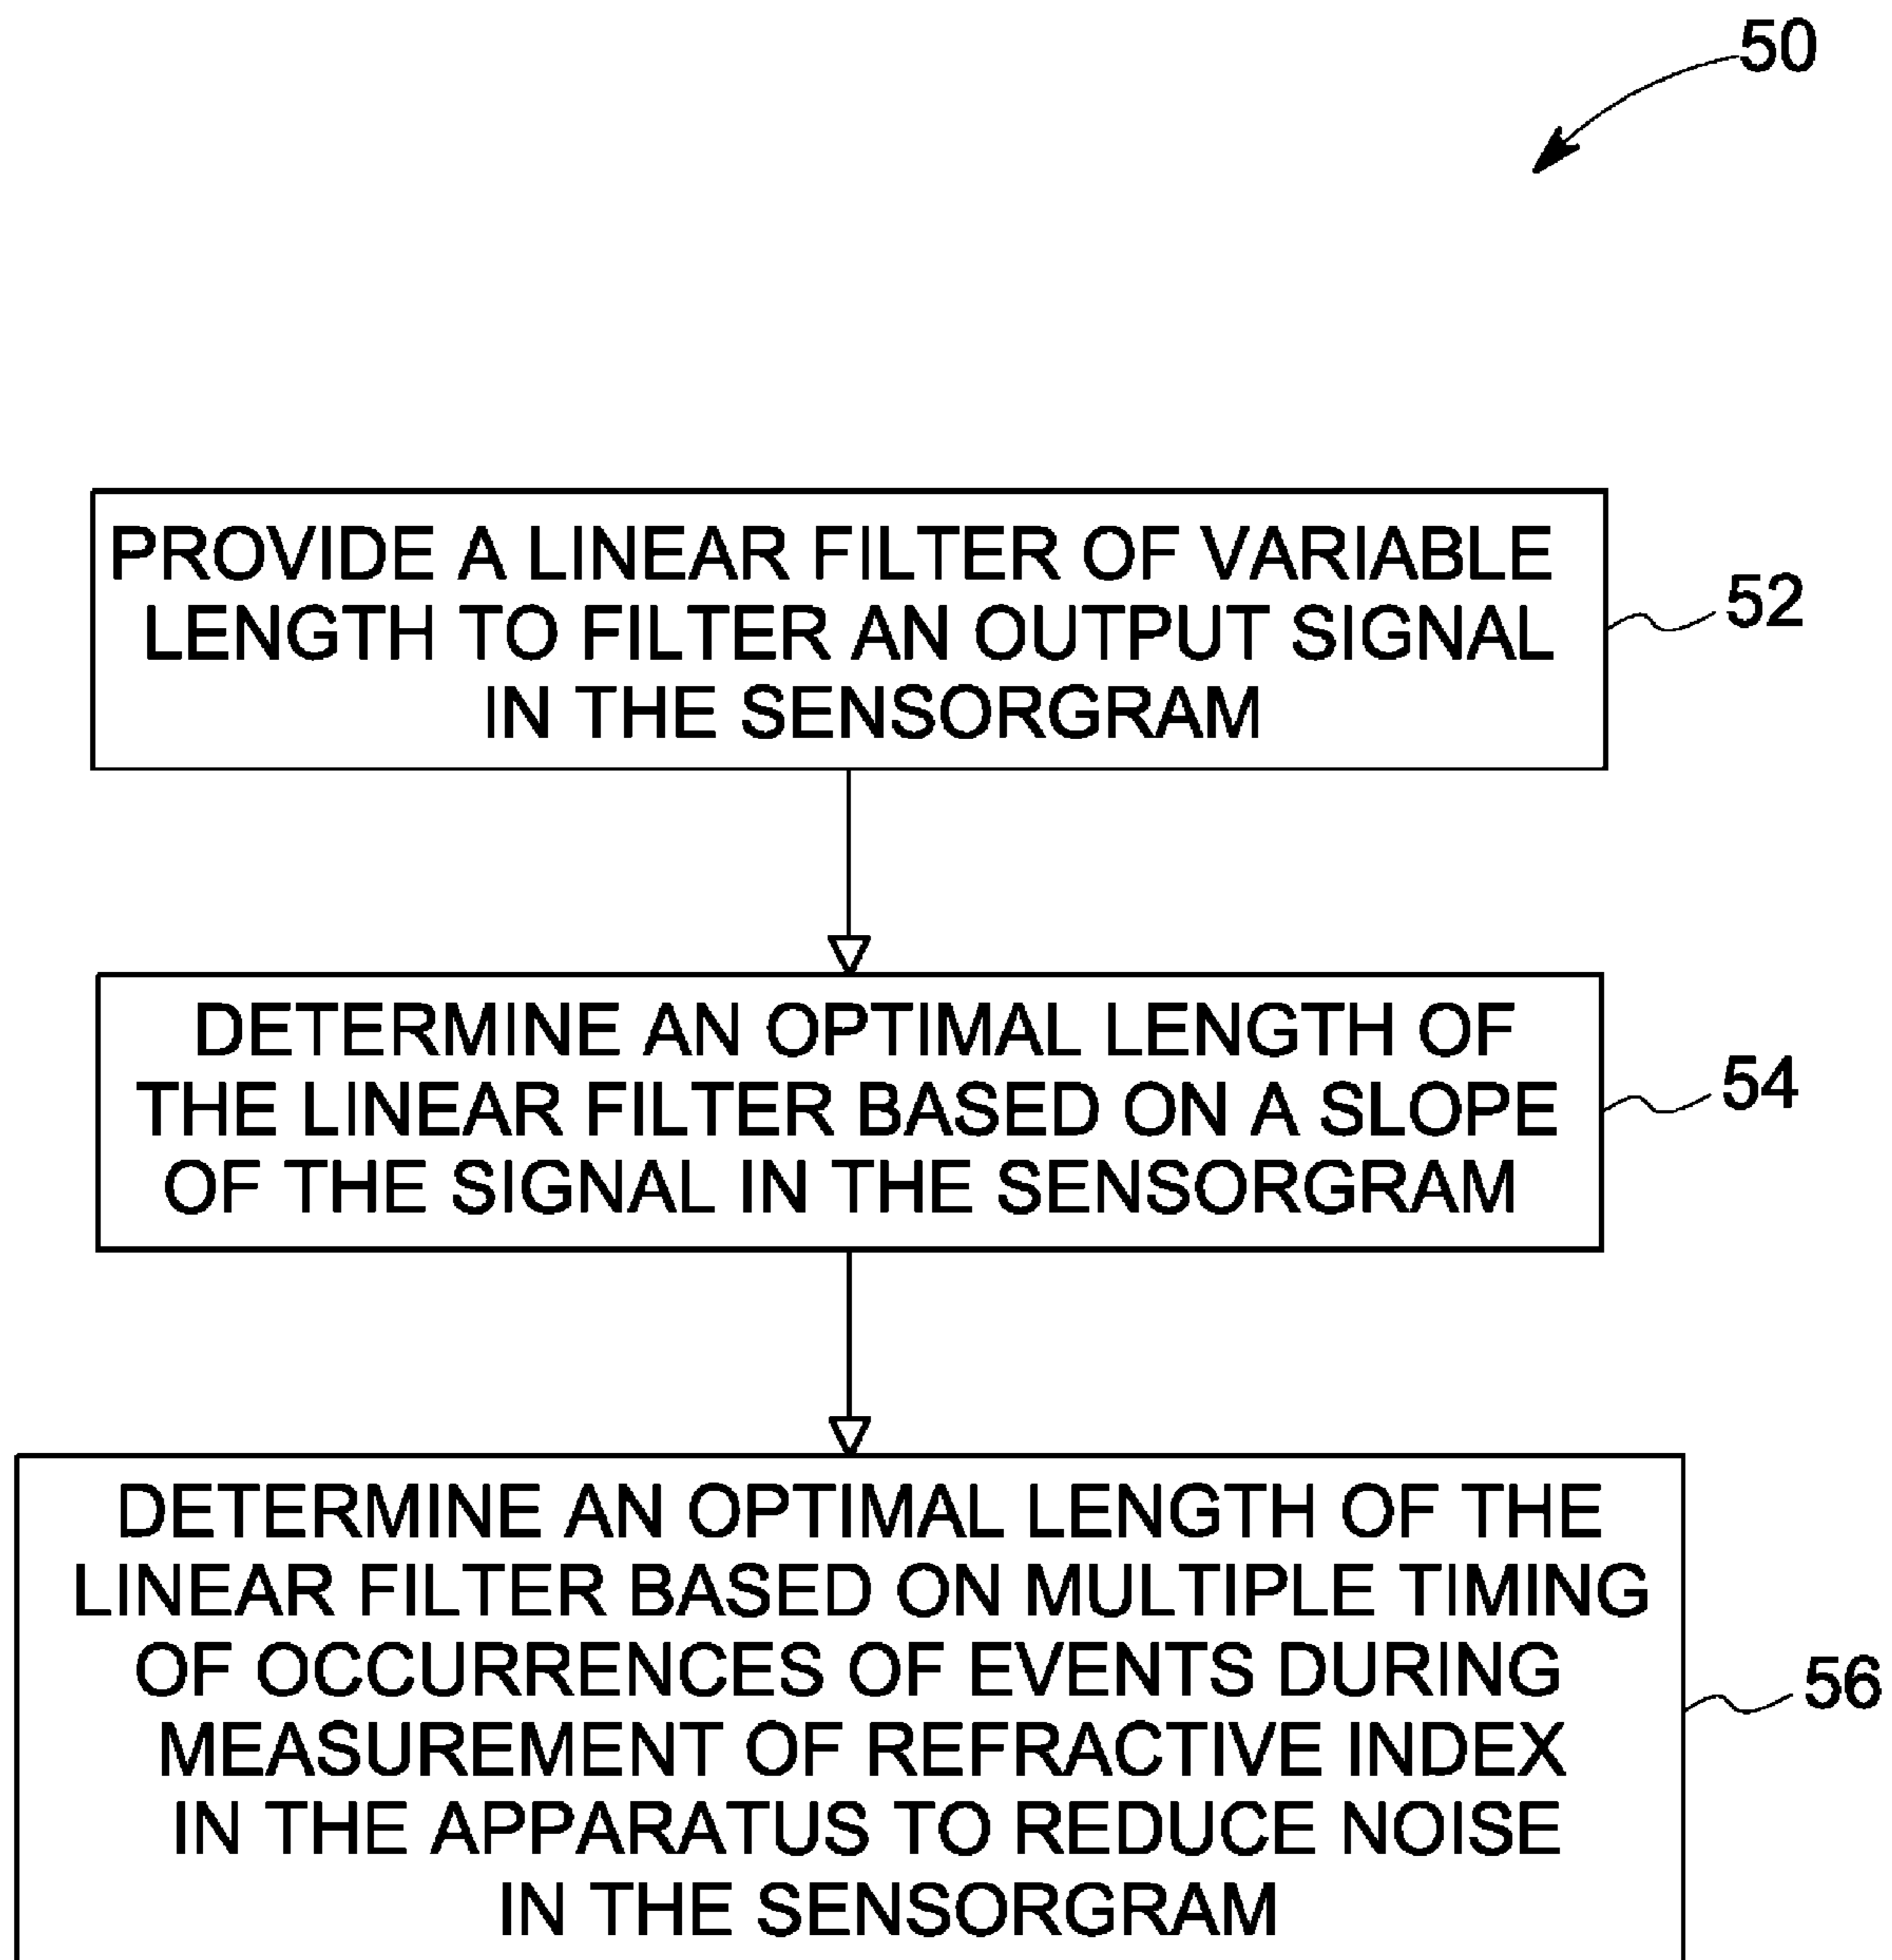 50
PROVIDE A LINEAR FILTER OF VARIABLE
LENGTH TO FILTER AN OUTPUT SIGNAL
IN THE SENSORGRAM
52
DETERMINE AN OPTIMAL LENGTH OF
THE LINEAR FILTER BASED ON A SLOPE
OF THE SIGNAL IN THE SENSORGRAM
54
DETERMINE AN OPTIMAL LENGTH OF THE
LINEAR FILTER BASED ON MULTIPLE TIMING
OF OCCURRENCES OF EVENTS DURING
MEASUREMENT OF REFRACTIVE INDEX
IN THE APPARATUS TO REDUCE NOISE
IN THE SENSORGRAM
56